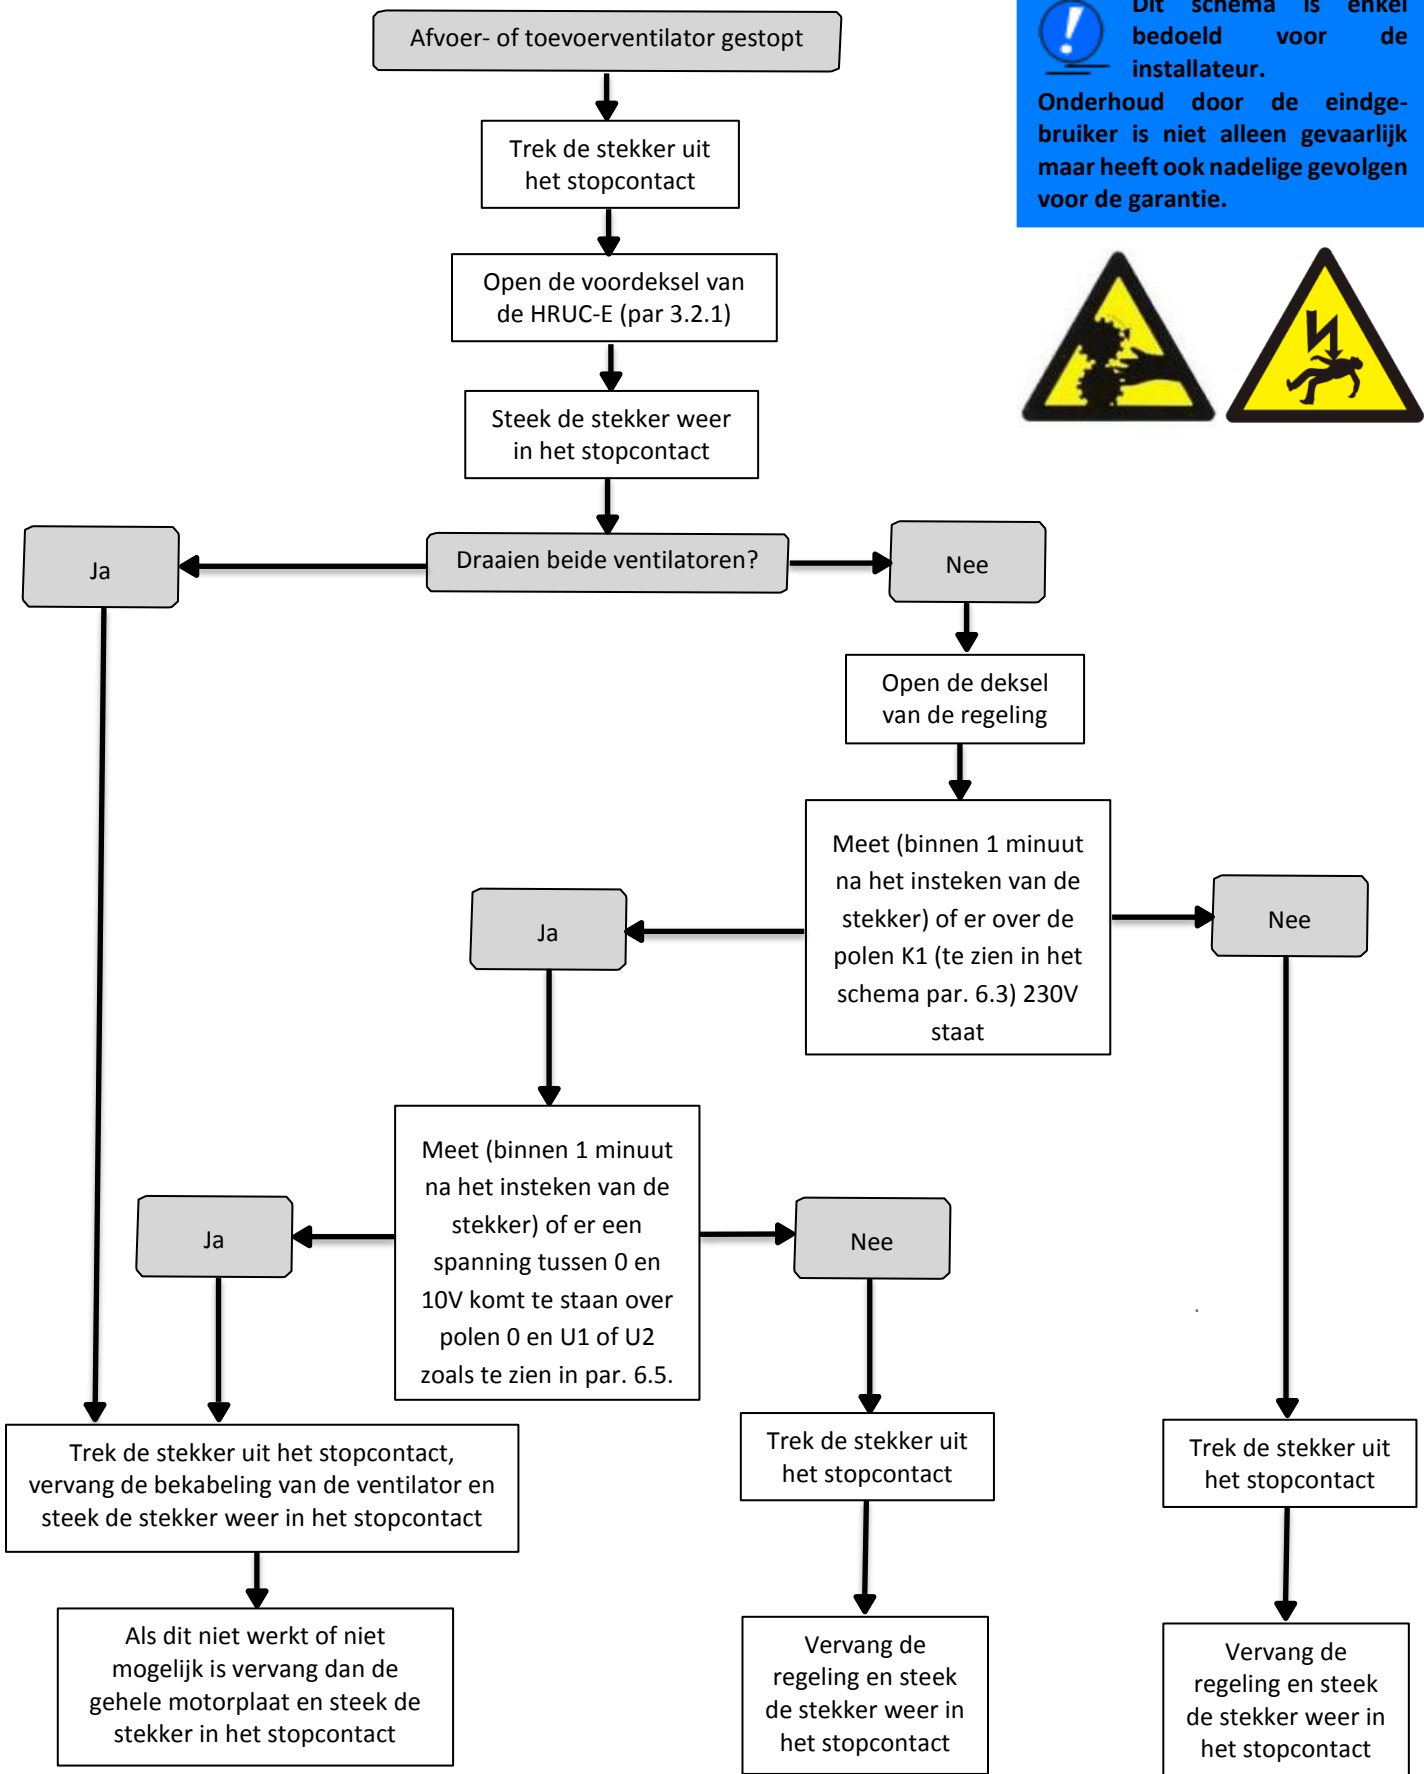 Afvoer- of toevoerventilator gestopt
Dit schema is enkel
bedoeld voor de
installateur.
Onderhoud door de eindge-
bruiker is niet alleen gevaarlijk
maar heeft ook nadelige gevolgen
voor de garantie.
Trek de stekker uit
het stopcontact
Open de voordeksel van
de HRUC-E (par 3.2.1)
Steek de stekker weer
in het stopcontact
Draaien beide ventilatoren?
Ja
Nee
Open de deksel
van de regeling
Meet (binnen 1 minuut
na het insteken van de
stekker) of er over de
polen K1 (te zien in het
schema par. 6.3) 230V
staat
Ja
Nee
Meet (binnen 1 minuut
na het insteken van de
stekker) of er een
spanning tussen 0 en
10V komt te staan over
polen 0 en U1 of U2
zoals te zien in par. 6.5.
Ja
Nee
Trek de stekker uit het stopcontact,
vervang de bekabeling van de ventilator en
steek de stekker weer in het stopcontact
Trek de stekker uit
het stopcontact
Trek de stekker uit
het stopcontact
Als dit niet werkt of niet
mogelijk is vervang dan de
gehele motorplaat en steek de
stekker in het stopcontact
Vervang de
regeling en steek
de stekker weer in
het stopcontact
Vervang de
regeling en steek
de stekker weer in
het stopcontact